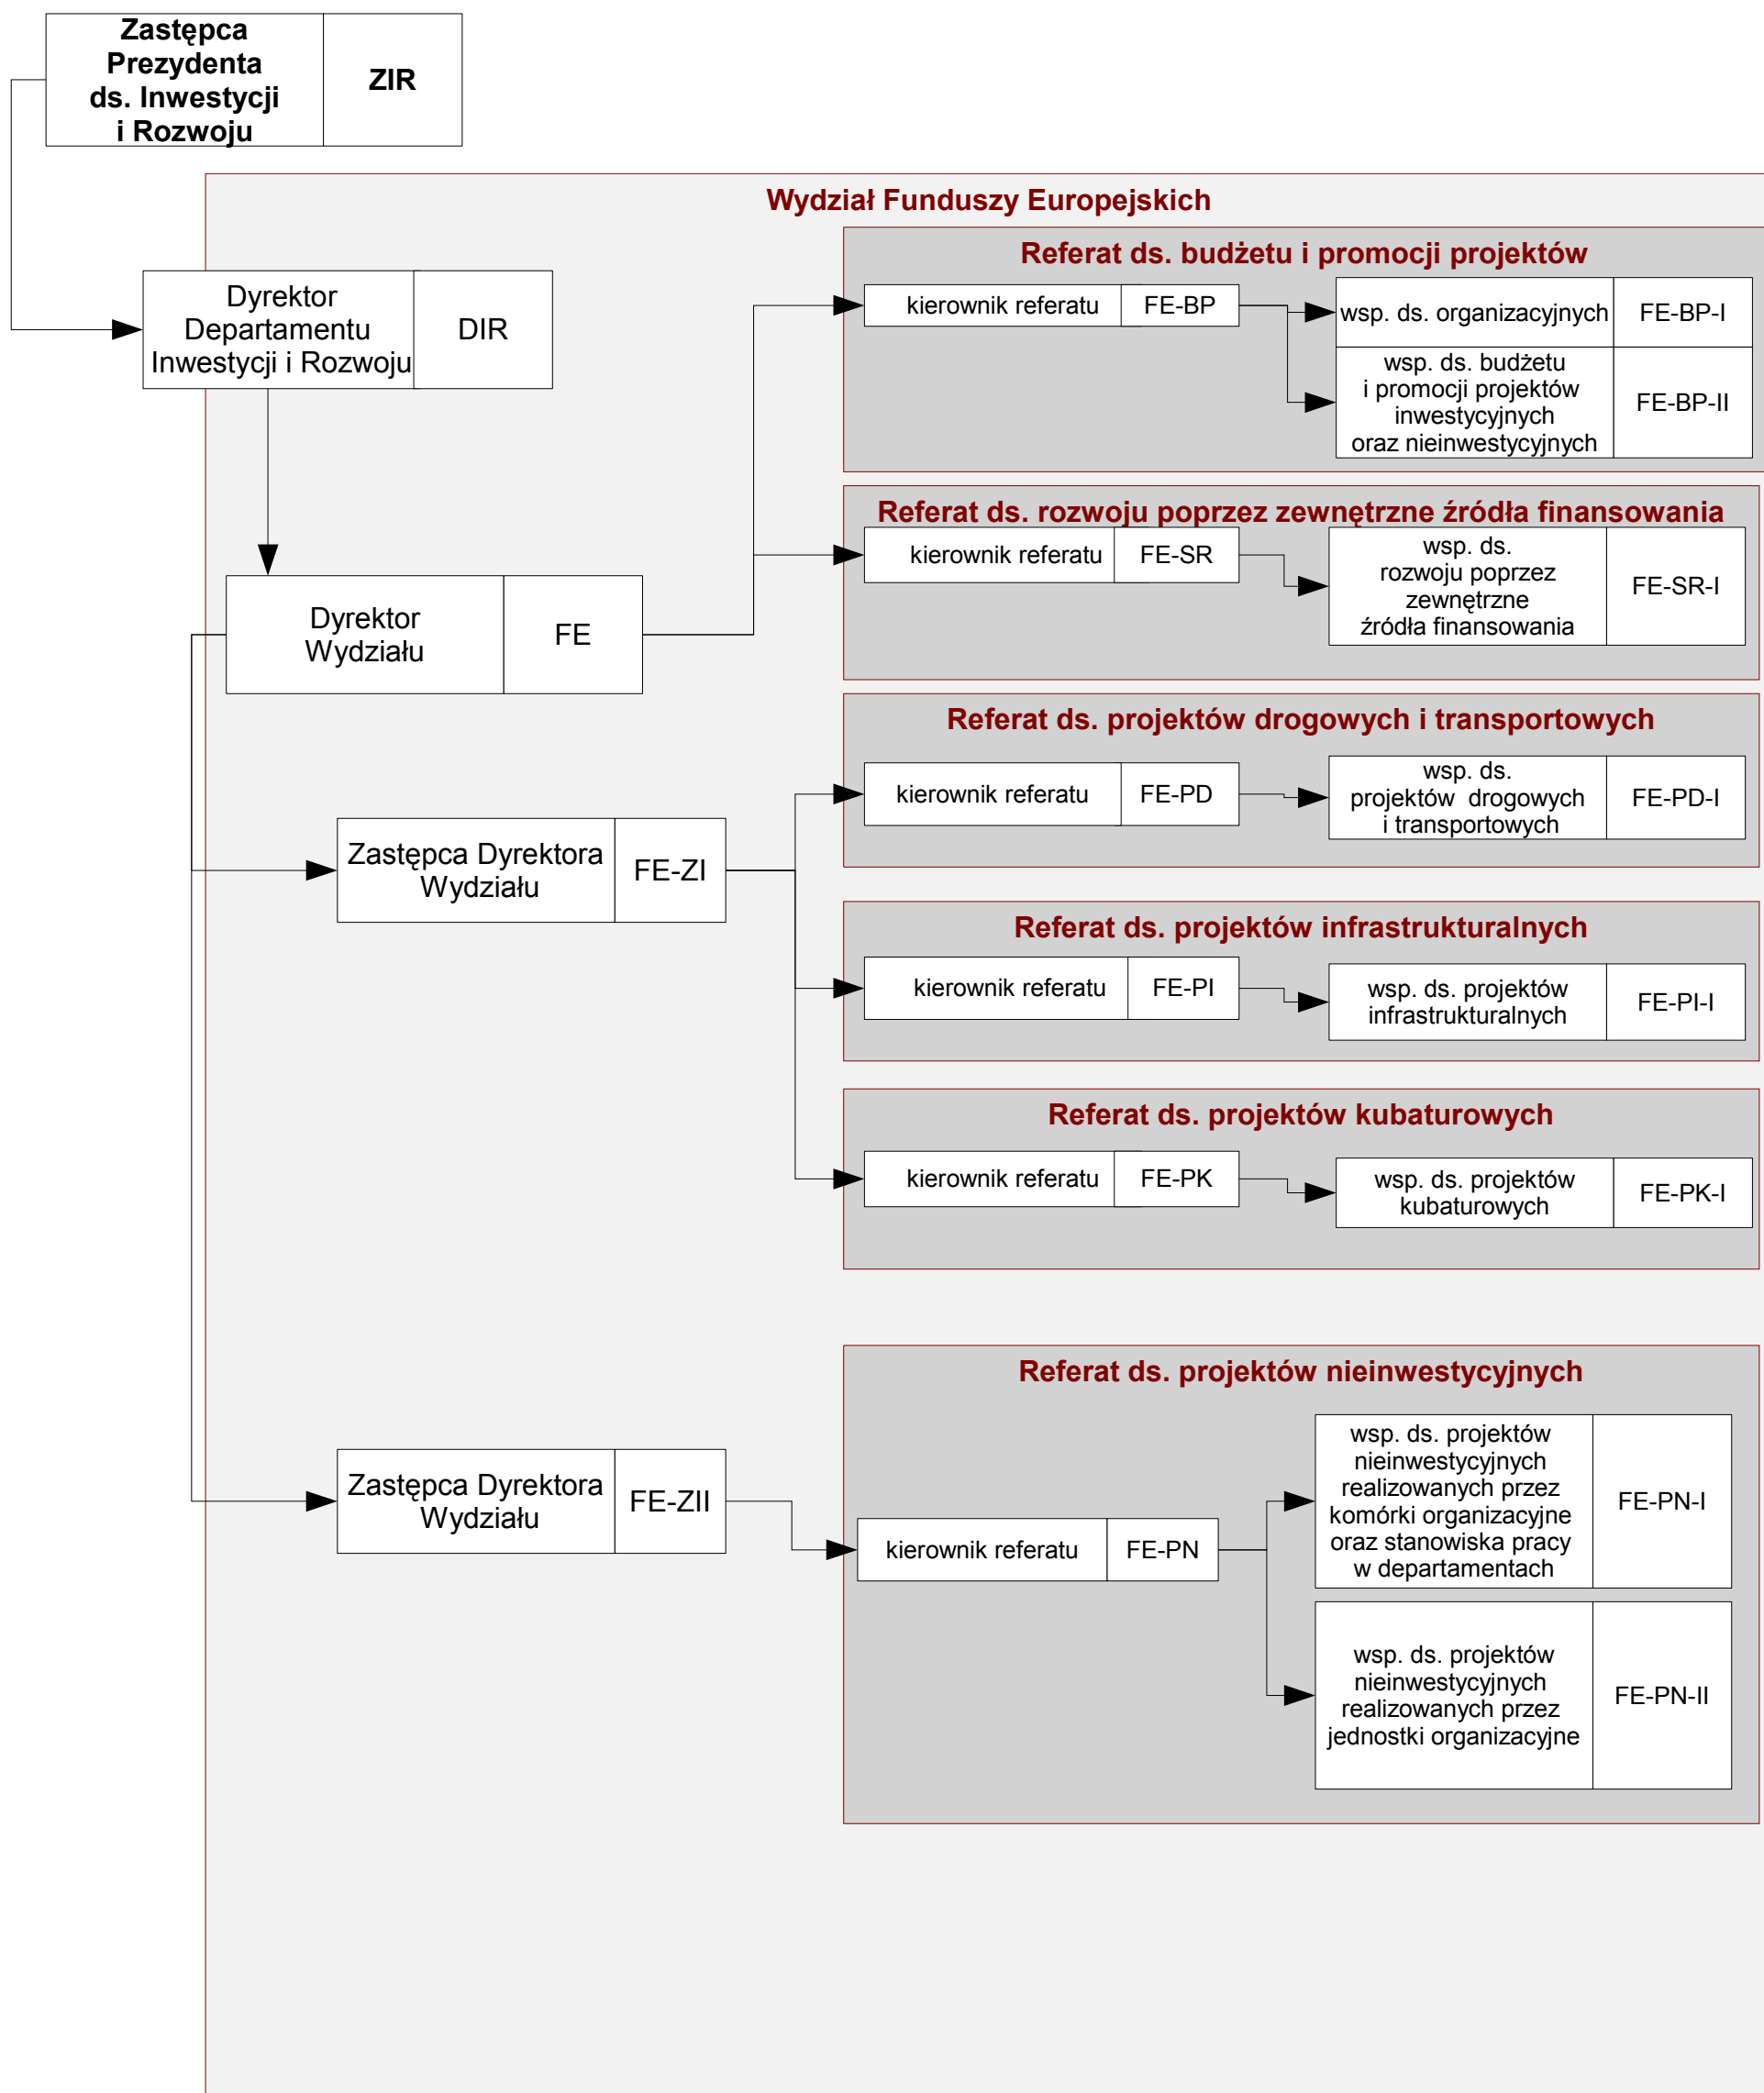 Zastępca
Prezydenta
ds. Inwestycji
i Rozwoju
ZIR
Wydział Funduszy Europejskich
Dyrektor
Departamentu
Inwestycji i Rozwoju
DIR
Referat ds. budżetu i promocji projektów
kierownik referatu
FE-BP
wsp. ds. organizacyjnych
FE-BP-I
wsp. ds. budżetu
i promocji projektów
inwestycyjnych
oraz nieinwestycyjnych
FE-BP-II
Referat ds. rozwoju poprzez zewnętrzne źródła finansowania
kierownik referatu
FE-SR
wsp. ds.
rozwoju poprzez
zewnętrzne
źródła finansowania
FE-SR-I
Dyrektor
Wydziału
FE
Referat ds. projektów drogowych i transportowych
kierownik referatu
FE-PD
wsp. ds.
projektów drogowych
i transportowych
FE-PD-I
Zastępca Dyrektora
Wydziału
FE-ZI
Referat ds. projektów infrastrukturalnych
kierownik referatu
FE-PI
wsp. ds. projektów
infrastrukturalnych
FE-PI-I
Referat ds. projektów kubaturowych
kierownik referatu
FE-PK
wsp. ds. projektów
kubaturowych
FE-PK-I
Referat ds. projektów nieinwestycyjnych
Zastępca Dyrektora
Wydziału
FE-ZII
kierownik referatu
FE-PN
wsp. ds. projektów
nieinwestycyjnych
realizowanych przez
komórki organizacyjne
oraz stanowiska pracy
w departamentach
FE-PN-I
wsp. ds. projektów
nieinwestycyjnych
realizowanych przez
jednostki organizacyjne
FE-PN-II